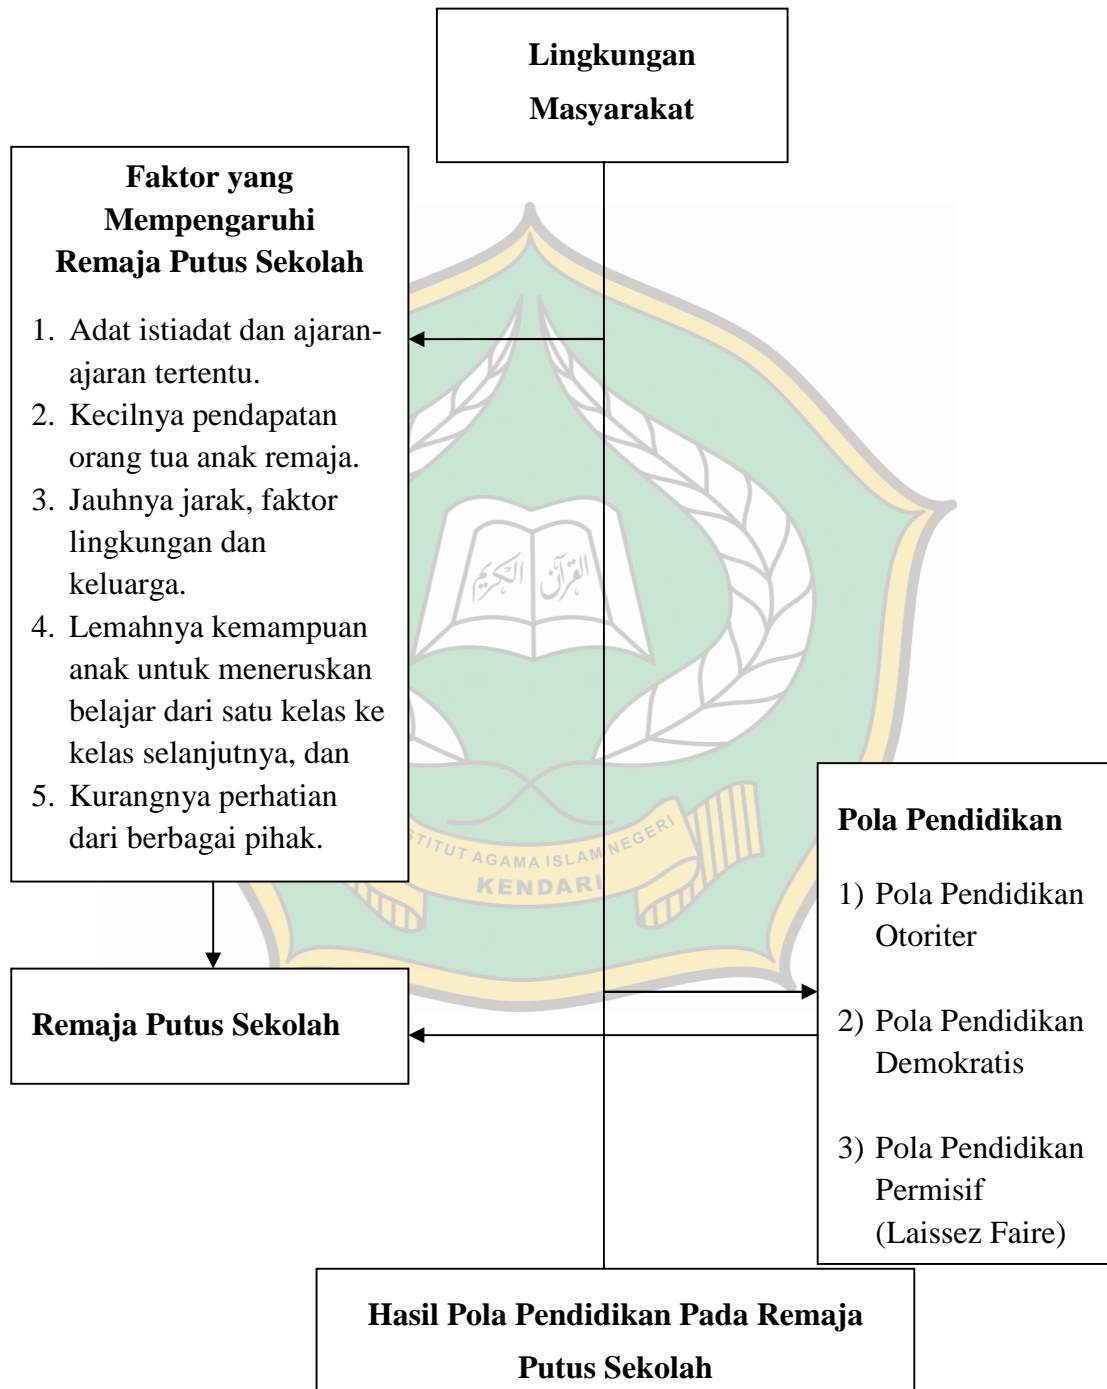 Lingkungan
Masyarakat
Faktor yang
Mempengaruhi
Remaja Putus Sekolah
1. Adat istiadat dan ajaran-
ajaran tertentu.
2. Kecilnya pendapatan
orang tua anak remaja.
3. Jauhnya jarak, faktor
lingkungan dan
keluarga.
4. Lemahnya kemampuan
anak untuk meneruskan
belajar dari satu kelas ke
kelas selanjutnya, dan
5. Kurangnya perhatian
dari berbagai pihak.
القرآن الكريم
TITUT AGAMA ISLAM NEGERI
KENDARI
Pola Pendidikan
1) Pola Pendidikan
Otoriter
2) Pola Pendidikan
Demokratis
3) Pola Pendidikan
Permisif
(Laissez Faire)
Remaja Putus Sekolah
Hasil Pola Pendidikan Pada Remaja
Putus Sekolah